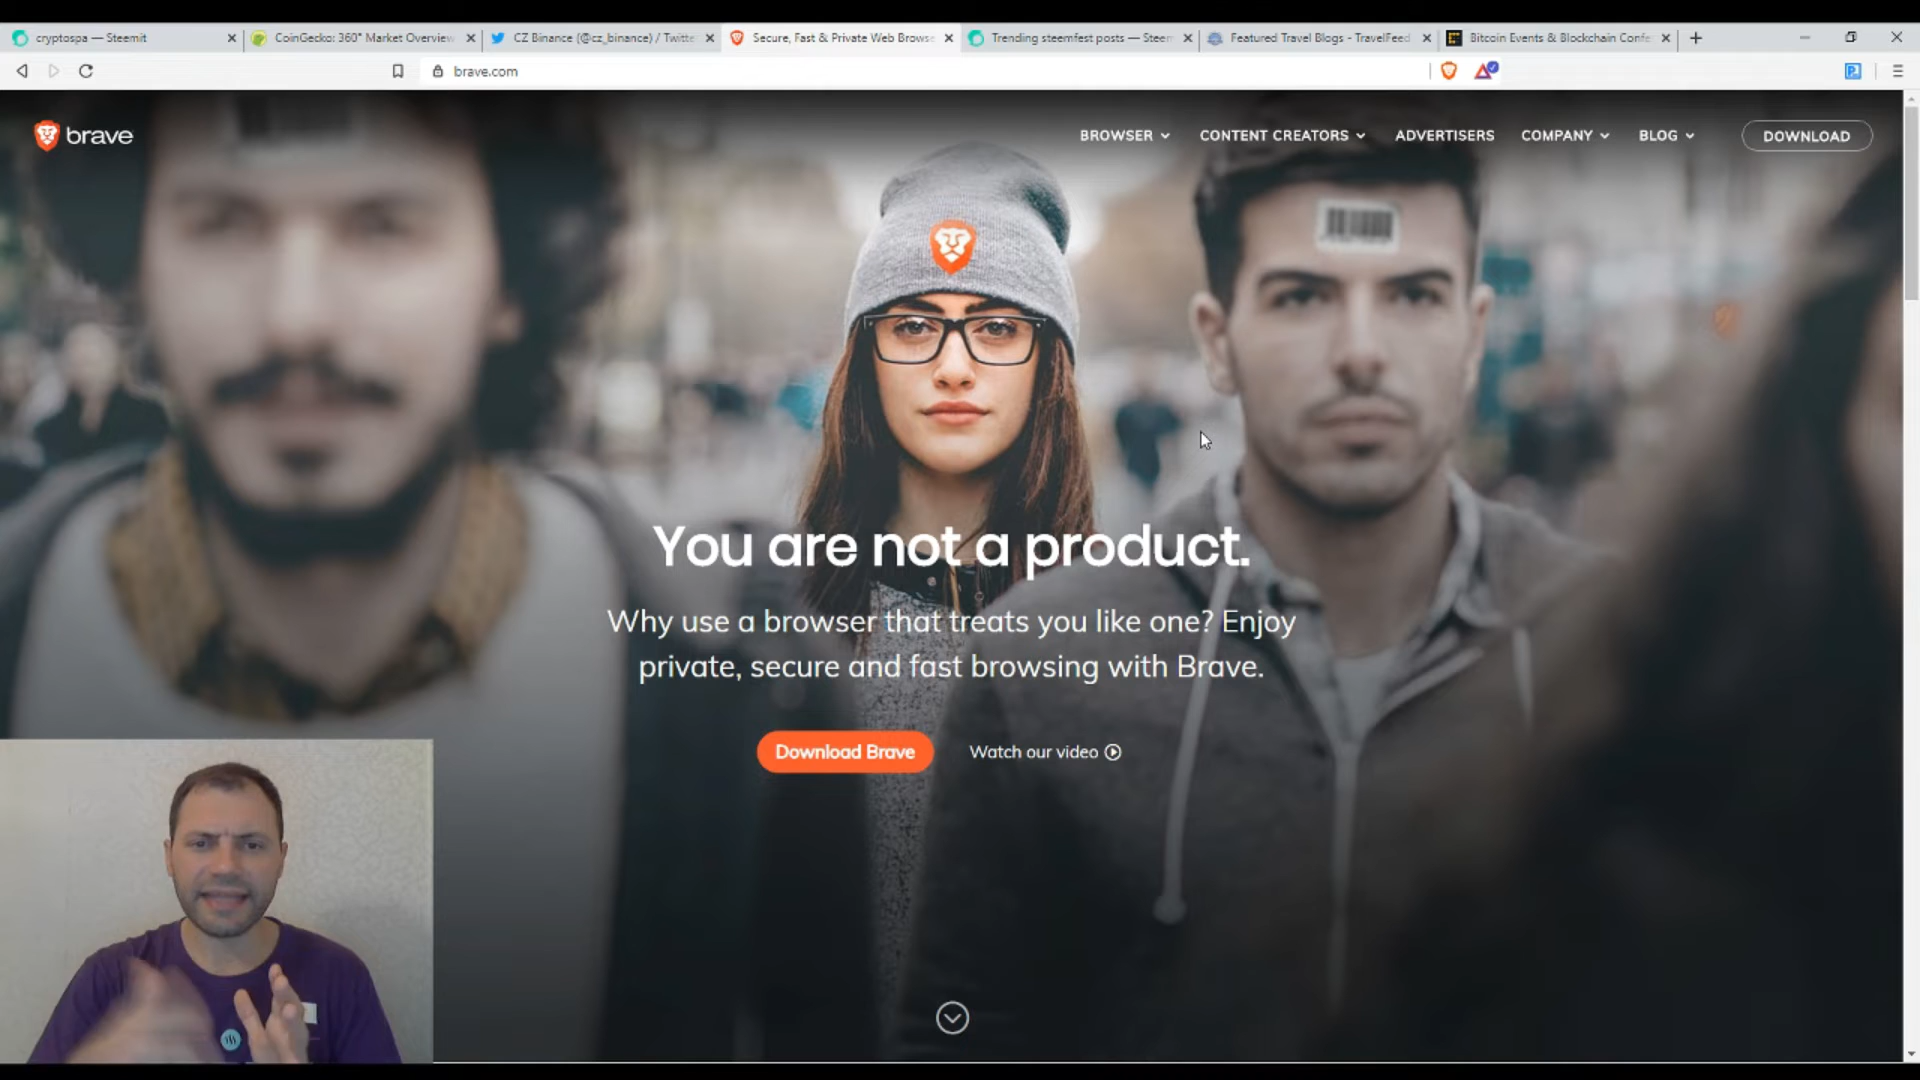 cryptospa — Steemit
CoinGecko: 360° Market Overview
CZ Binance (@cz_binance) / Twitte
Secure, Fast & Private Web Browse
Trending steemfest posts — Steem
Featured Travel Blogs - TravelFeed
Bitcoin Events & Blockchain Confe
brave.com
brave
BROWSER
CONTENT CREATORS
ADVERTISERS
COMPANY
BLOG
DOWNLOAD
You are not a product.
Why use a browser that treats you like one? Enjoy
private, secure and fast browsing with Brave.
Download Brave
Watch our video